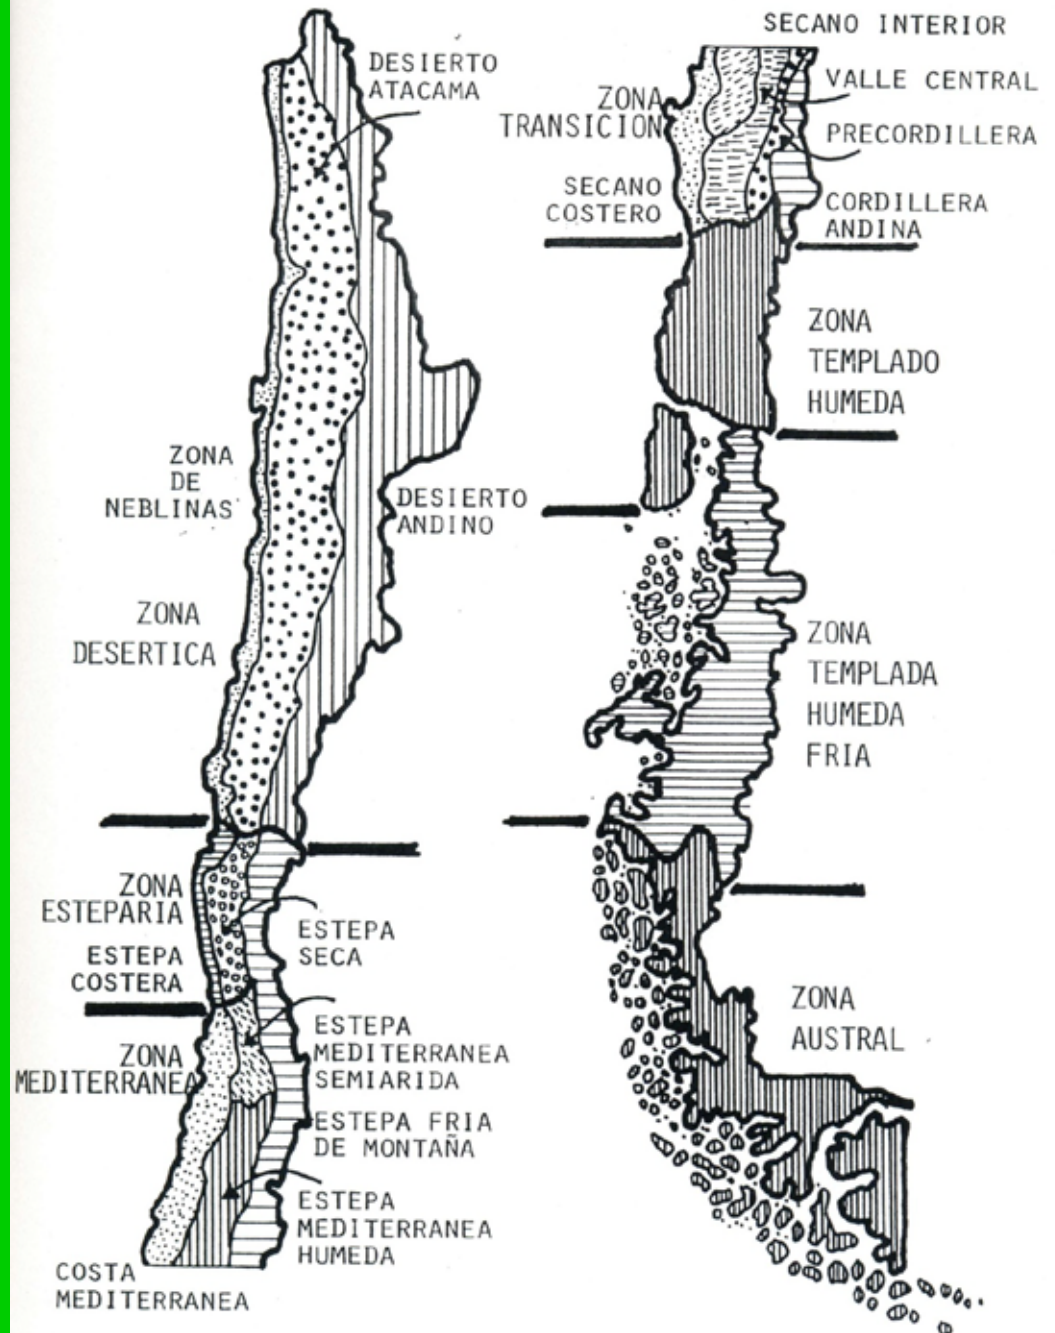 DESIERTO
ATACAMA
ZONA
DE
NEBLINAS
DESIERTO
ANDINO
ZONA
DESERTICA
ZONA
ESTEPARIA
ESTEPA
SECA
ESTEPA
COSTERA
ESTEPA
MEDITERRANEA
SEMIARIDA
ZONA
MEDITERRANEA
ESTEPA FRIA
DE MONTAÑA
ESTEPA
MEDITERRANEA
HUMEDA
COSTA
MEDITERRANEA
SECANO INTERIOR
VALLE CENTRAL
ZONA
TRANSICION
PRECORDILLERA
SECANO
COSTERO
CORDILLERA
ANDINA
ZONA
TEMPLADO
HUMEDA
ZONA
TEMPLADA
HUMEDA
FRIA
ZONA
AUSTRAL